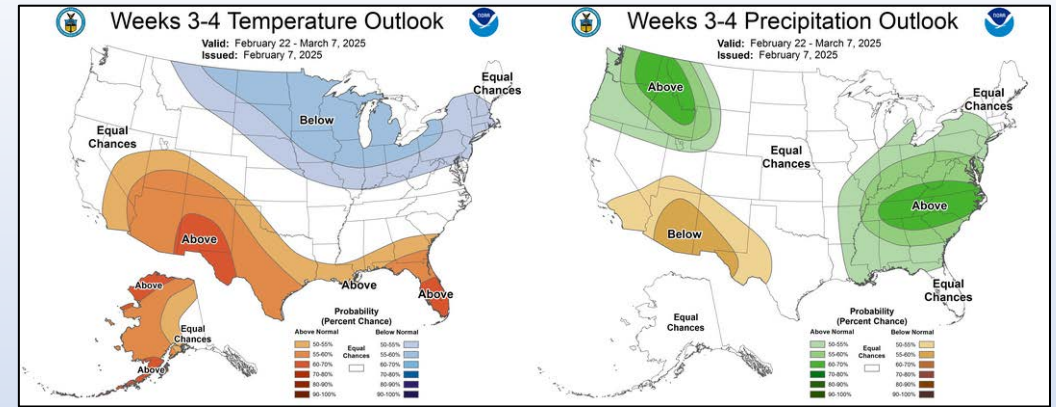 Weeks 3-4 Temperature Outlook
Valid: February 22 - March 7, 2025
Issued: February 7, 2025
Equal
Chances
Below
Equal
Chances
Above
Above
Above
Above
Equal
Chances
Above
Probability
(Percent Chance)
Above Normal
Below Normal
50-55%
55-60%
60-70%
70-80%
80-90%
90-100%
Equal
Chances
50-55%
55-60%
60-70%
70-80%
80-90%
90-100%
Weeks 3-4 Precipitation Outlook
Valid: February 22 - March 7, 2025
Issued: February 7, 2025
Above
Equal
Chances
Equal
Chances
Above
Below
Equal
Chances
Equal
Chances
Probability
(Percent Chance)
Above Normal
Below Normal
50-55%
55-60%
60-70%
70-80%
80-90%
90-100%
Equal
Chances
50-55%
55-60%
60-70%
70-80%
80-90%
90-100%